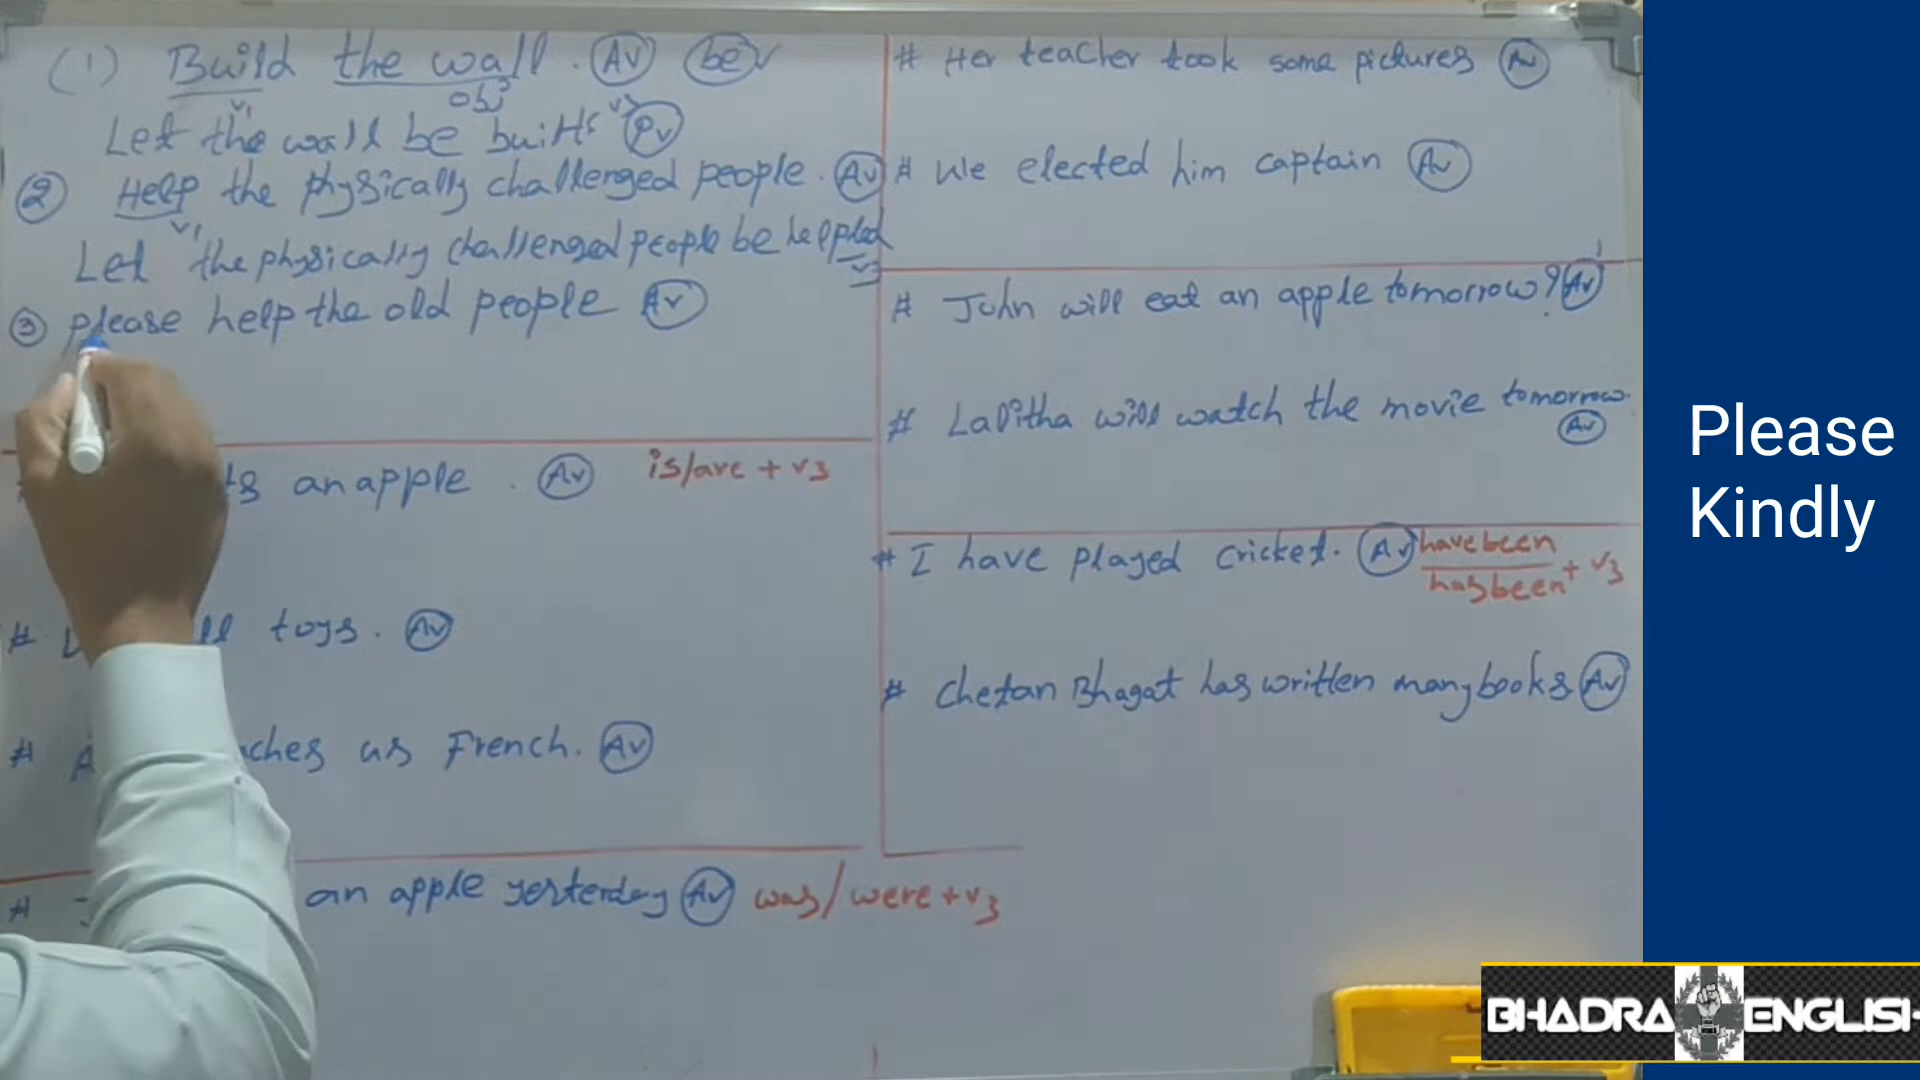 (1) Build the wall. Av be
v1 obj
Let the wall be built v3 Pv
2 Help the physically challenged people. Av
v1
Let the physically challenged people be helpped
v3
3 please help the old people Av
an apple. Av is/are + v3
# toys. Av
# us French. Av
# an apple yesterday Av was/were + v3
# Her teacher took some pictures Av
# We elected him captain Av
# John will eat an apple tomorrow? Av
# Lalitha will watch the movie tomorrow.
Av
# I have played cricket. Av have been
has been + v3
# Chetan Bhagat has written many books Av
Please
Kindly
BHADRA ENGLISH